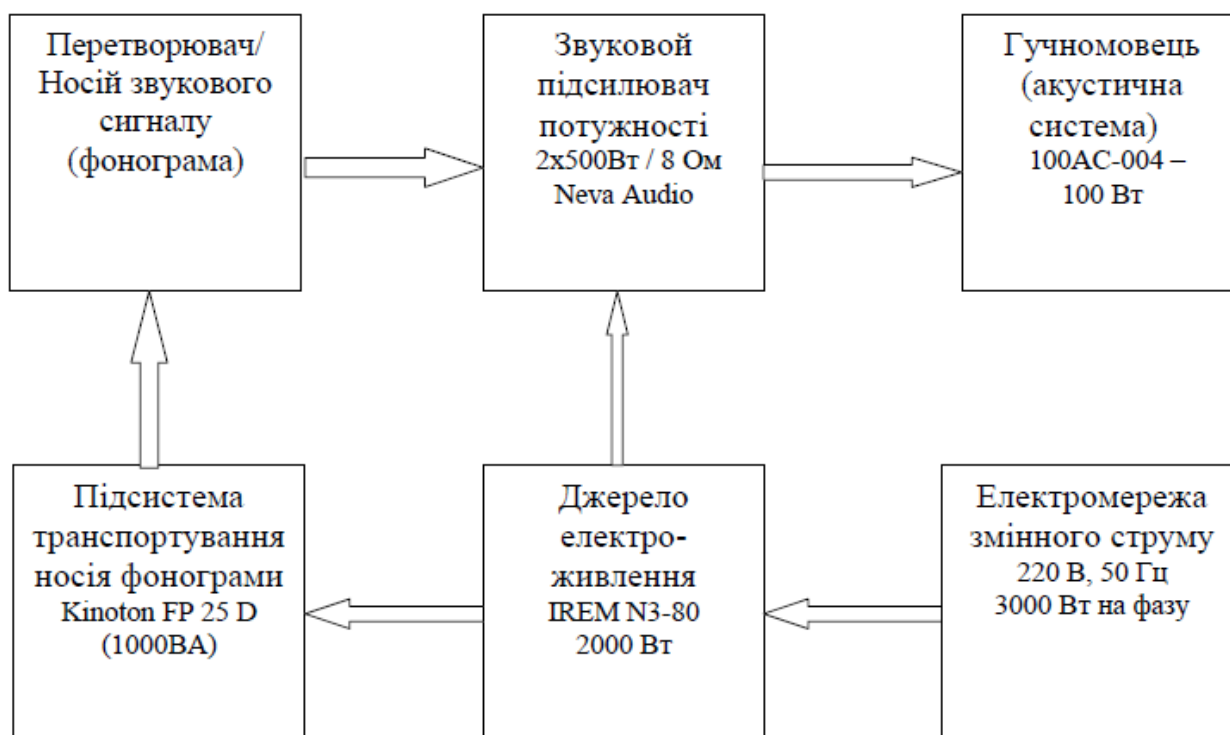 Перетворювач/
Носій звукового
сигналу
(фонограма)
Звуковой
підсилювач
потужності
2х500Вт / 8 Ом
Neva Audio
Гучномовець
(акустична
система)
100АС-004 –
100 Вт
Підсистема
транспортування
носія фонограми
Kinoton FP 25 D
(1000ВА)
Джерело
електро-
живлення
IREM N3-80
2000 Вт
Електромережа
змінного струму
220 В, 50 Гц
3000 Вт на фазу